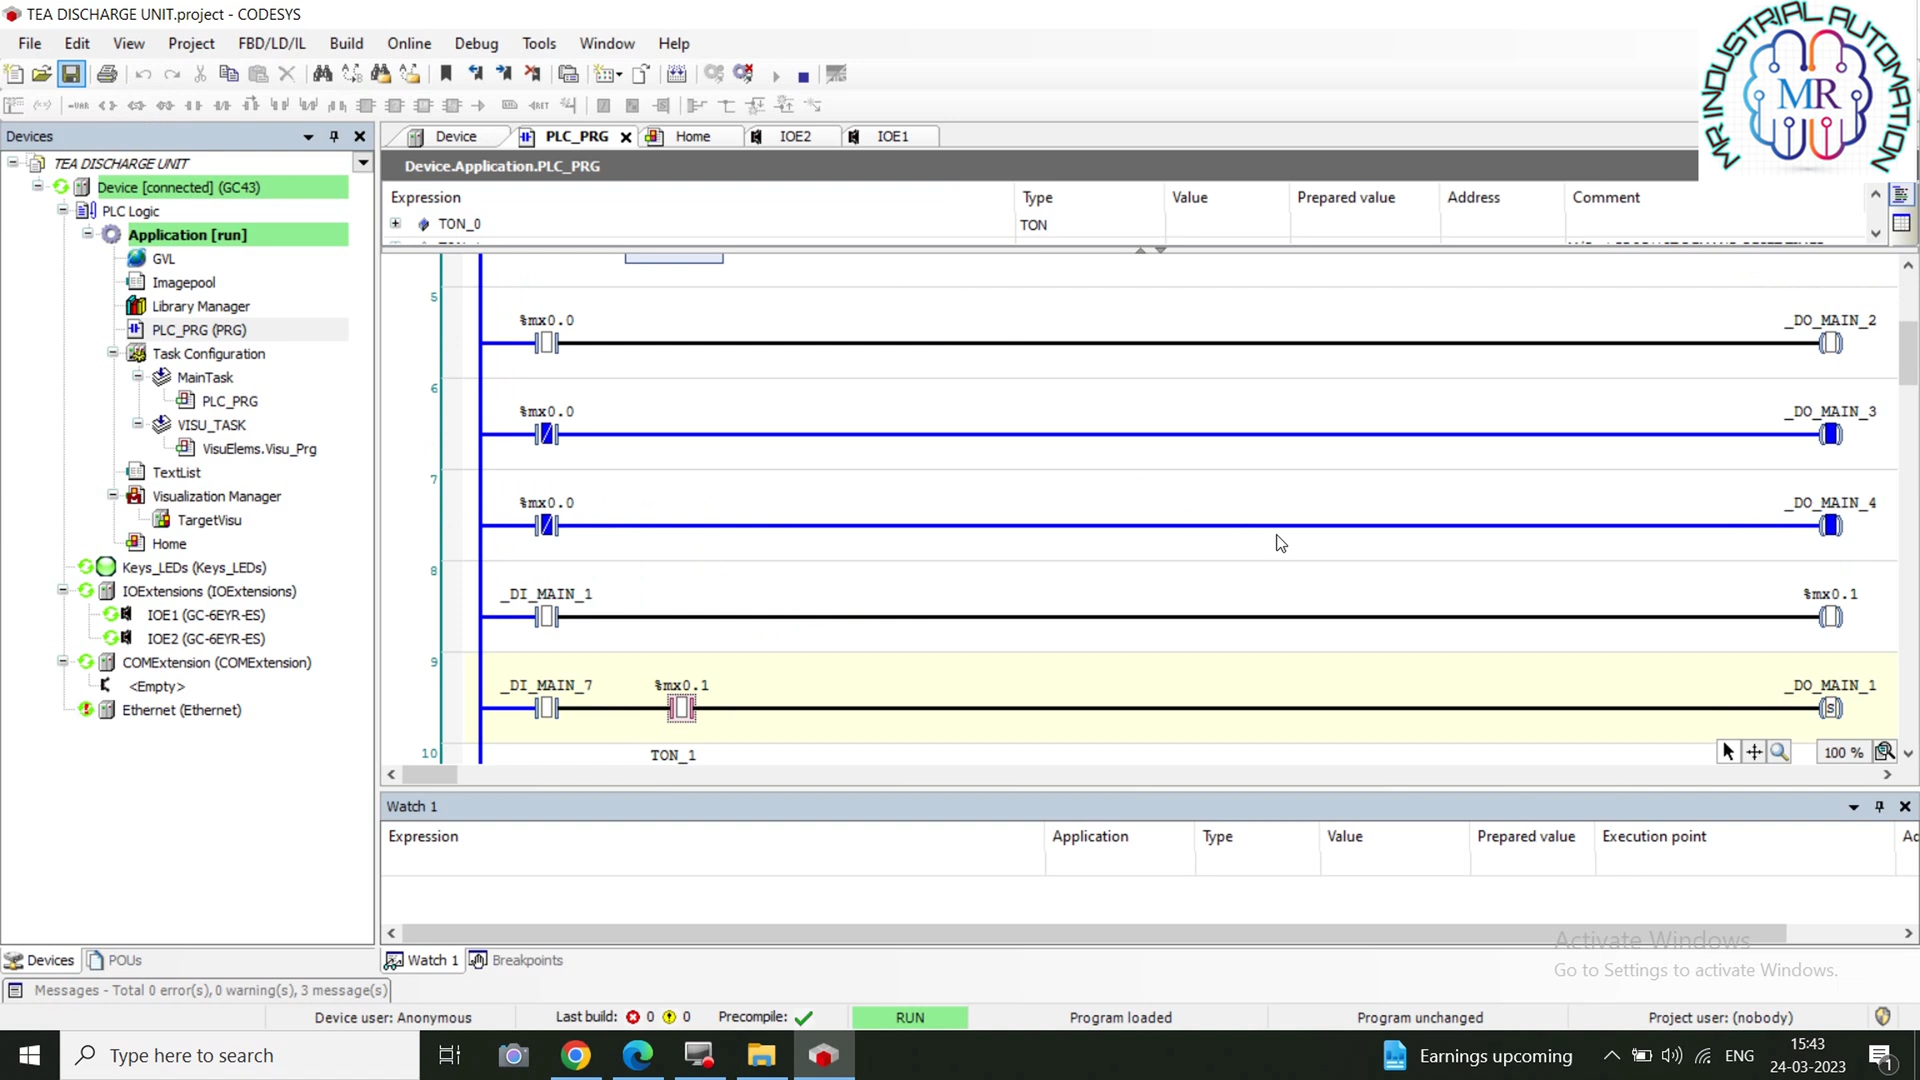 TEA DISCHARGE UNIT.project - CODESYS
File Edit View Project FBD/LD/IL Build Online Debug Tools Window Help
MR INDUSTRIAL AUTOMATION
MR
MR INDUSTRIAL AUTOMATION
Devices
Device PLC_PRG Home IOE2 IOE1
TEA DISCHARGE UNIT
Device [connected] (GC43)
PLC Logic
Application [run]
GVL
Imagepool
Library Manager
PLC_PRG (PRG)
Task Configuration
MainTask
PLC_PRG
VISU_TASK
VisuElems.Visu_Prg
TextList
Visualization Manager
TargetVisu
Home
Keys_LEDs (Keys_LEDs)
IOExtensions (IOExtensions)
IOE1 (GC-6EYR-ES)
IOE2 (GC-6EYR-ES)
COMExtension (COMExtension)
<Empty>
Ethernet (Ethernet)
Device.Application.PLC_PRG
Expression Type Value Prepared value Address Comment
TON_0 TON
5
%mx0.0 _DO_MAIN_2
6
%mx0.0 _DO_MAIN_3
7
%mx0.0 _DO_MAIN_4
8
_DI_MAIN_1 %mx0.1
9
_DI_MAIN_7 %mx0.1 _DO_MAIN_1
S
10
TON_1
100 %
Watch 1
Expression Application Type Value Prepared value Execution point Ad
Activate Windows
Go to Settings to activate Windows.
Devices POUs
Watch 1 Breakpoints
Messages - Total 0 error(s), 0 warning(s), 3 message(s)
Device user: Anonymous Last build: 0 0 Precompile: RUN Program loaded Program unchanged Project user: (nobody)
Type here to search
Earnings upcoming ENG 15:43
24-03-2023
1